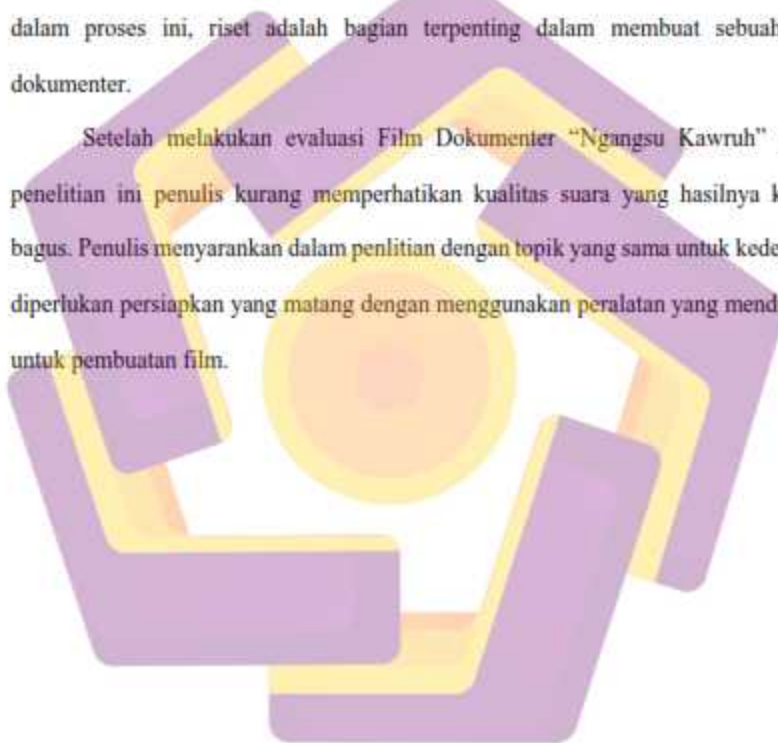 dalam proses ini, riset adalah bagian terpenting dalam membuat sebuah
dokumenter.
Setelah melakukan evaluasi Film Dokumenter “Ngangsu Kawruh”
penelitian ini penulis kurang memperhatikan kualitas suara yang hasilnya k
bagus. Penulis menyarankan dalam penlitian dengan topik yang sama untuk kede
diperlukan persiapkan yang matang dengan menggunakan peralatan yang mend
untuk pembuatan film.